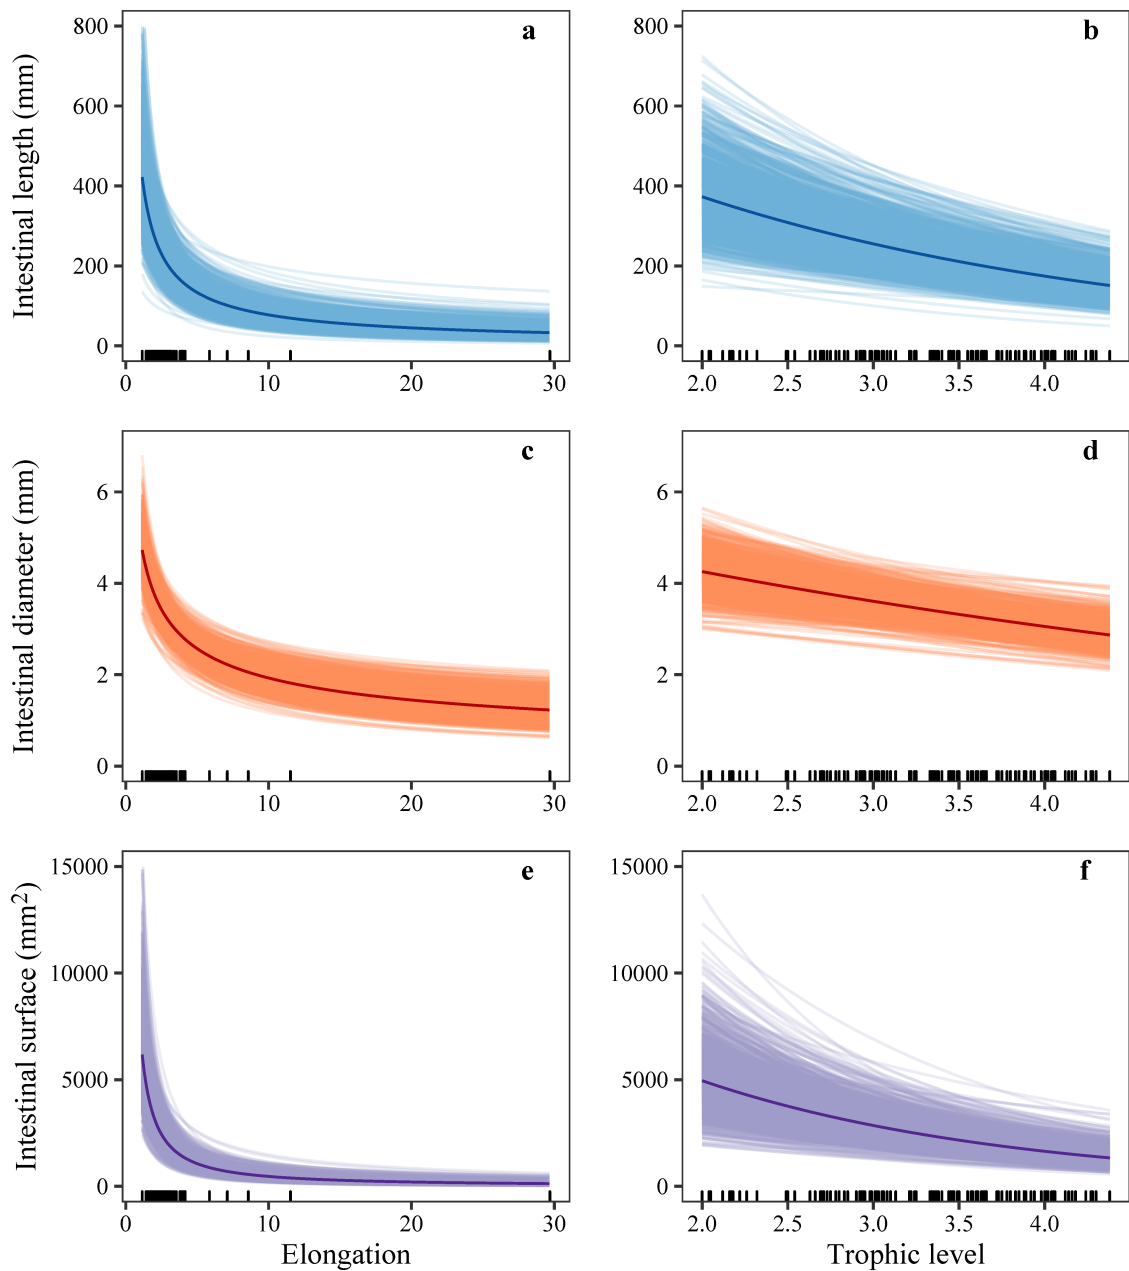 a
800
600
400
200
0
Intestinal length (mm)
0 10 20 30
b
800
600
400
200
0
2.0 2.5 3.0 3.5 4.0
c
6
4
2
0
Intestinal diameter (mm)
0 10 20 30
d
6
4
2
0
2.0 2.5 3.0 3.5 4.0
e
15000
10000
5000
0
Intestinal surface (mm²)
0 10 20 30
Elongation
f
15000
10000
5000
0
2.0 2.5 3.0 3.5 4.0
Trophic level